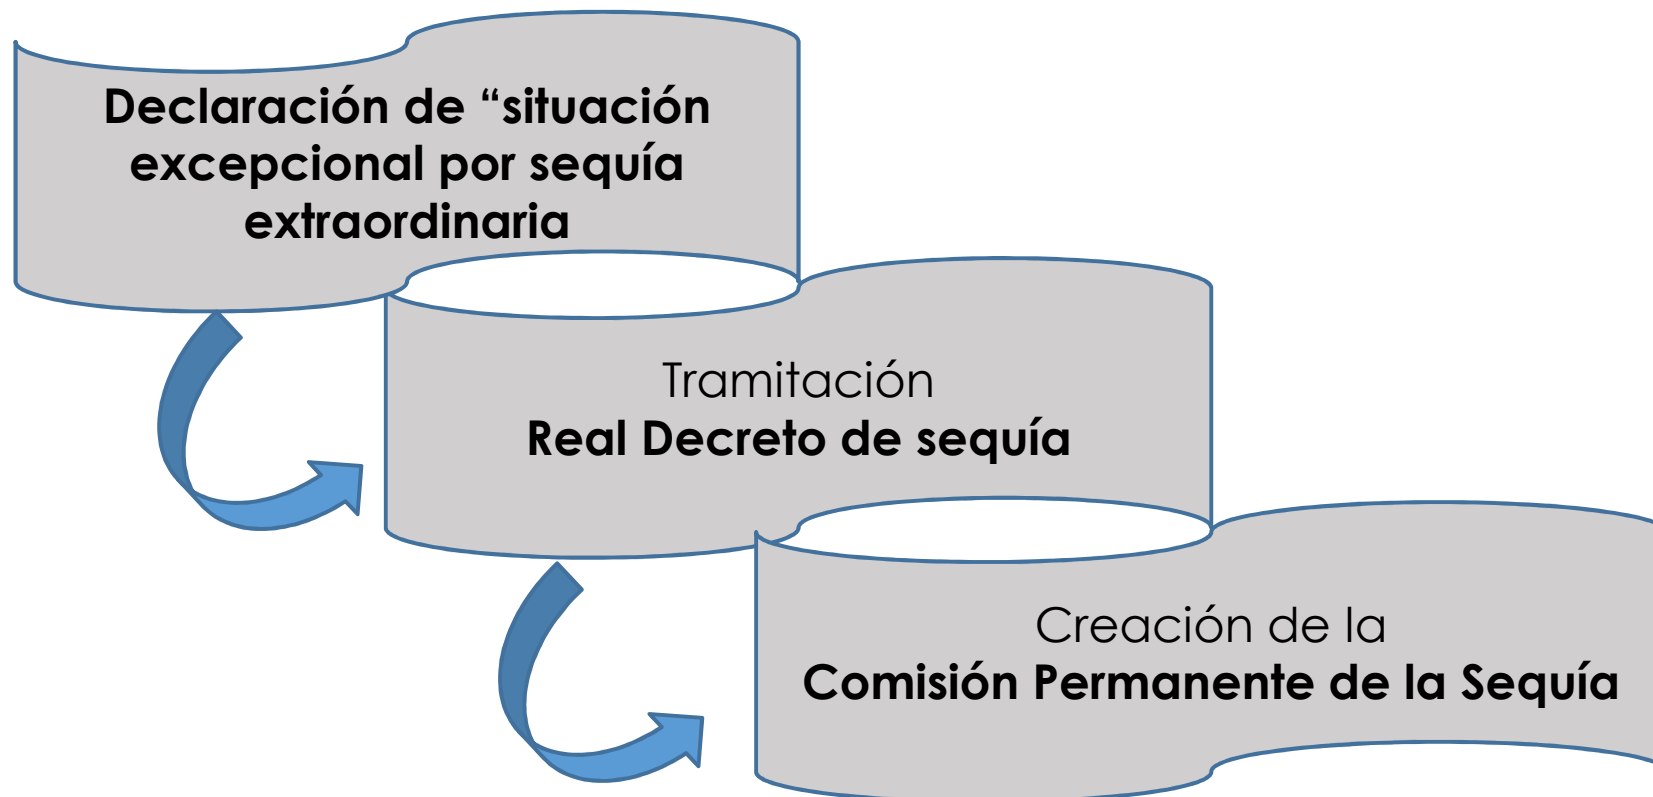 Declaración de “situación
excepcional por sequía
extraordinaria
Tramitación
Real Decreto de sequía
Creación de la
Comisión Permanente de la Sequía